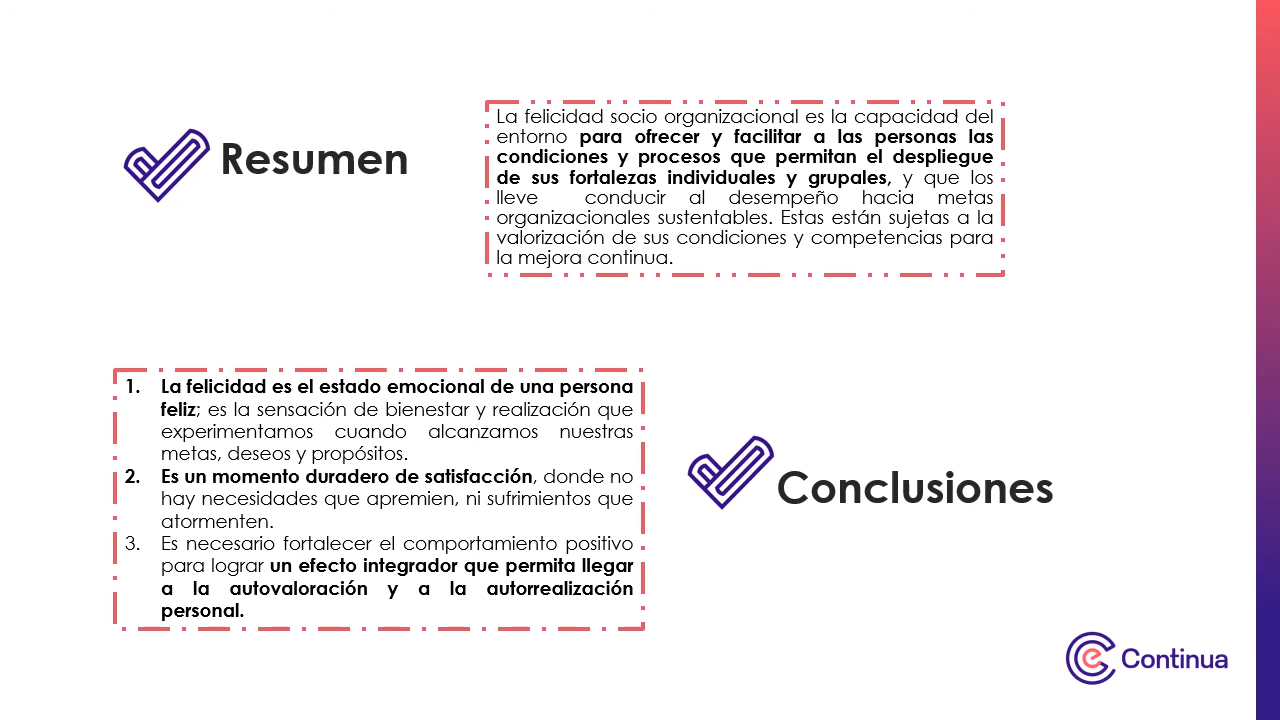 Resumen
La felicidad socio organizacional es la capacidad del
entorno para ofrecer y facilitar a las personas las
condiciones y procesos que permitan el despliegue
de sus fortalezas individuales y grupales, y que los
lleve conducir al desempeño hacia metas
organizacionales sustentables. Estas están sujetas a la
valorización de sus condiciones y competencias para
la mejora continua.
1. La felicidad es el estado emocional de una persona
feliz; es la sensación de bienestar y realización que
experimentamos cuando alcanzamos nuestras
metas, deseos y propósitos.
2. Es un momento duradero de satisfacción, donde no
hay necesidades que apremien, ni sufrimientos que
atormenten.
3. Es necesario fortalecer el comportamiento positivo
para lograr un efecto integrador que permita llegar
a la autovaloración y a la autorrealización
personal.
Conclusiones
Continua